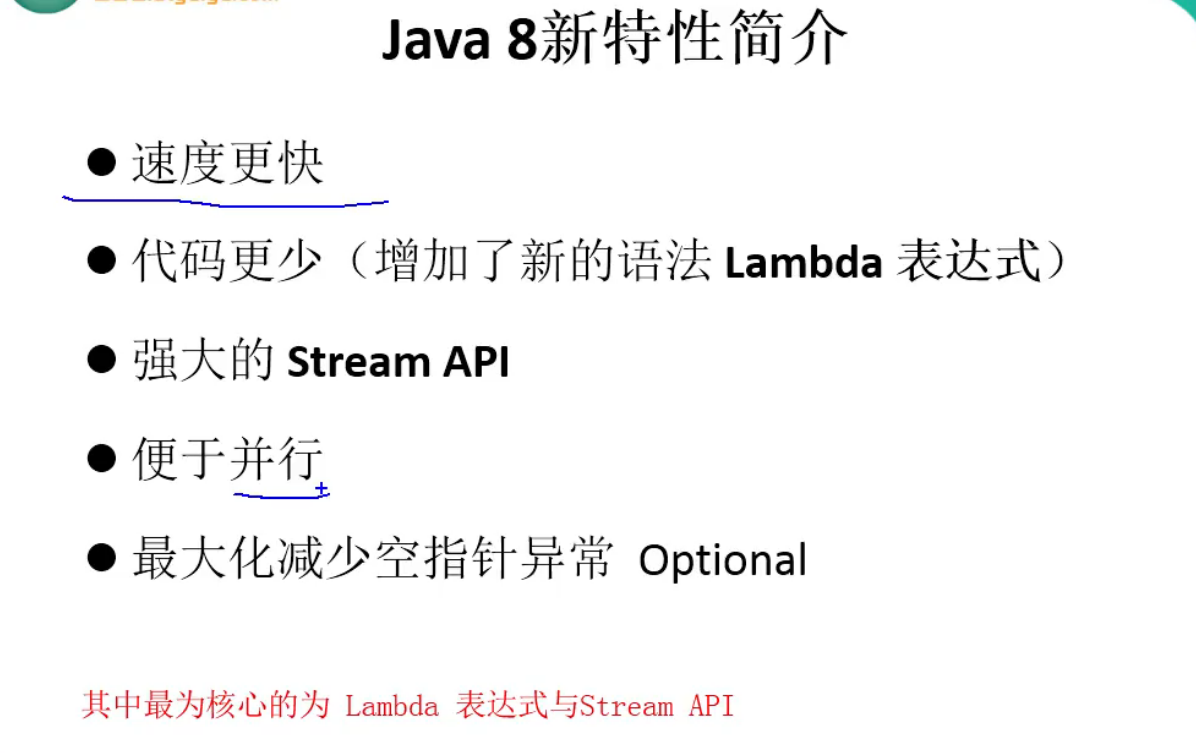 Java 8新特性简介
● 速度更快
● 代码更少（增加了新的语法 Lambda 表达式）
● 强大的 Stream API
● 便于并行
● 最大化减少空指针异常 Optional
其中最为核心的为 Lambda 表达式与Stream API